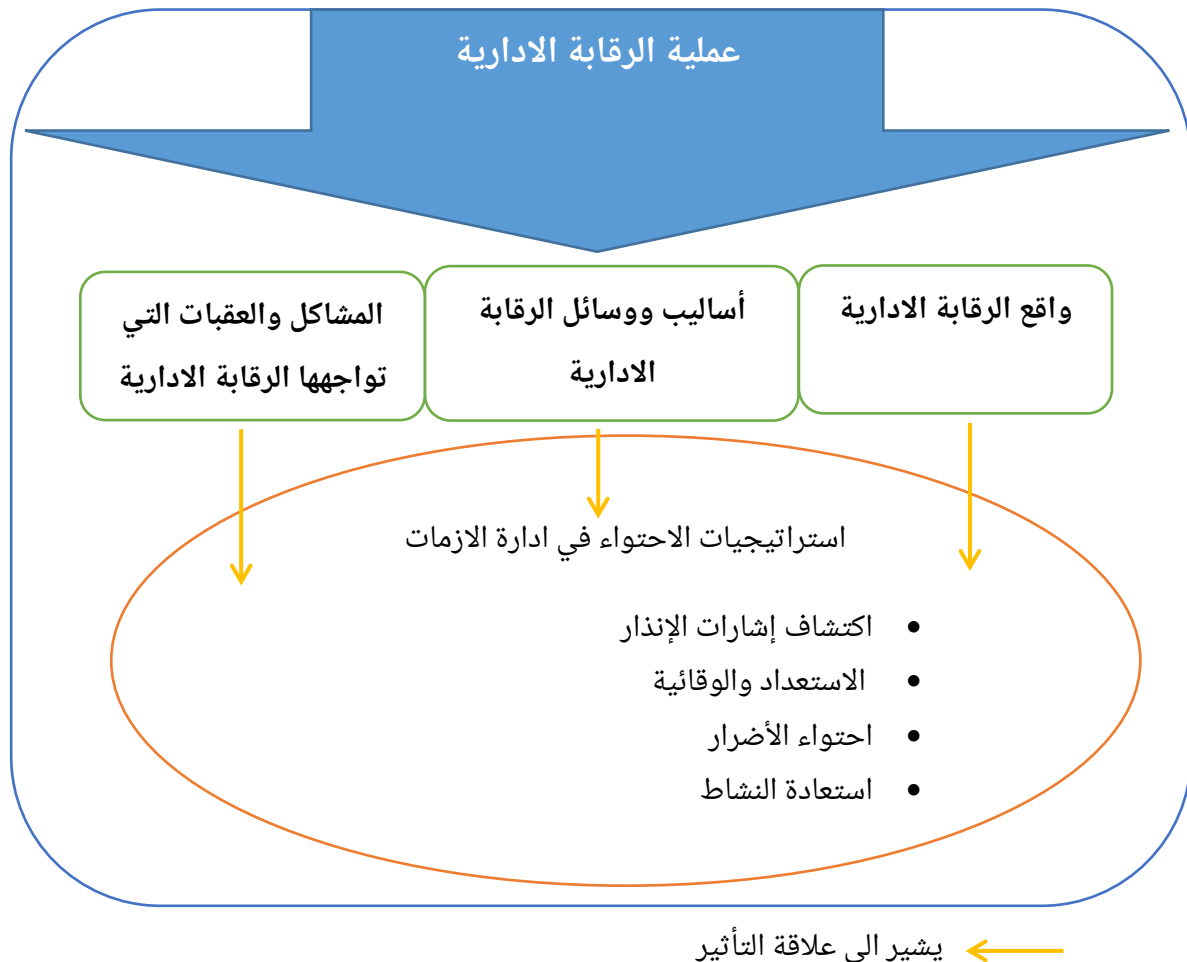 عملية الرقابة الادارية
واقع الرقابة الادارية
أساليب ووسائل الرقابة
الادارية
المشاكل والعقبات التي
تواجهها الرقابة الادارية
استراتيجيات الاحتواء في ادارة الازمات
• اكتشاف إشارات الإنذار
• الاستعداد والوقائية
• احتواء الأضرار
• استعادة النشاط
يشير الى علاقة التأثير